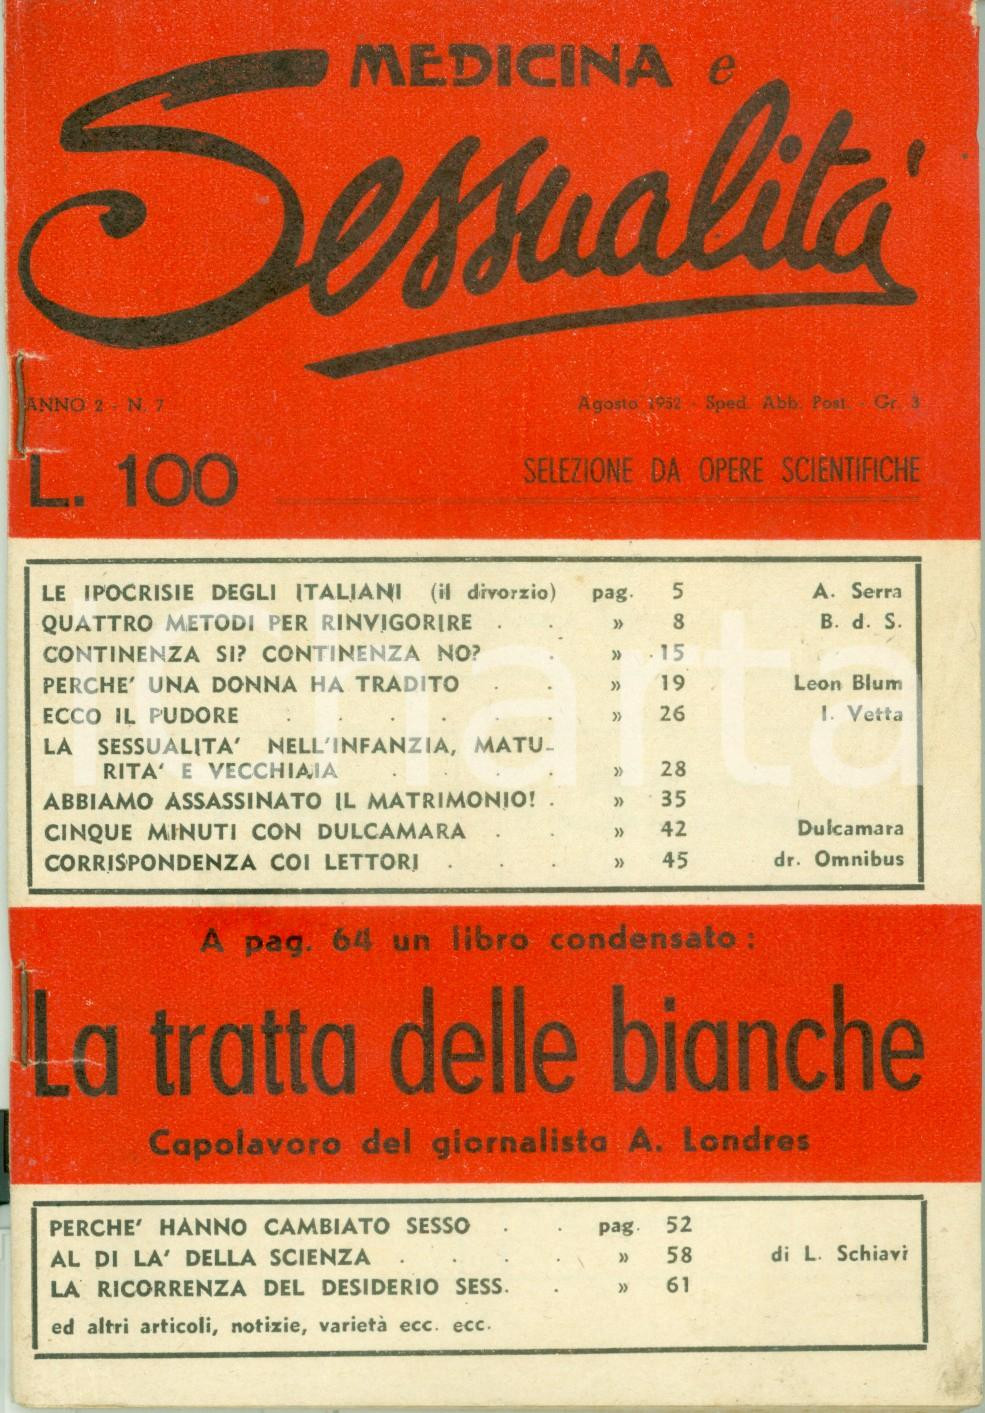 MEDICINA e
Sessualità
ANNO 2 - N. 7
Agosto 1952 - Sped. Abb. Post. - Gr. 3
L. 100
SELEZIONE DA OPERE SCIENTIFICHE
LE IPOCRISIE DEGLI ITALIANI (il divorzio) pag. 5 A. Serra
QUATTRO METODI PER RINVIGORIRE . . » 8 B. d. S.
CONTINENZA SI? CONTINENZA NO? . » 15
PERCHE' UNA DONNA HA TRADITO . . » 19 Leon Blum
ECCO IL PUDORE . . . . . . » 26 I. Vetta
LA SESSUALITA' NELL'INFANZIA, MATU-
RITA' E VECCHIAIA . . . . » 28
ABBIAMO ASSASSINATO IL MATRIMONIO! . » 35
CINQUE MINUTI CON DULCAMARA . . » 42 Dulcamara
CORRISPONDENZA COI LETTORI . . . » 45 dr. Omnibus
A pag. 64 un libro condensato :
La tratta delle bianche
Capolavoro del giornalista A. Londres
PERCHE' HANNO CAMBIATO SESSO . . pag. 52
AL DI LA' DELLA SCIENZA . . . . » 58 di L. Schiavi
LA RICORRENZA DEL DESIDERIO SESS. . » 61
ed altri articoli, notizie, varietà ecc. ecc.